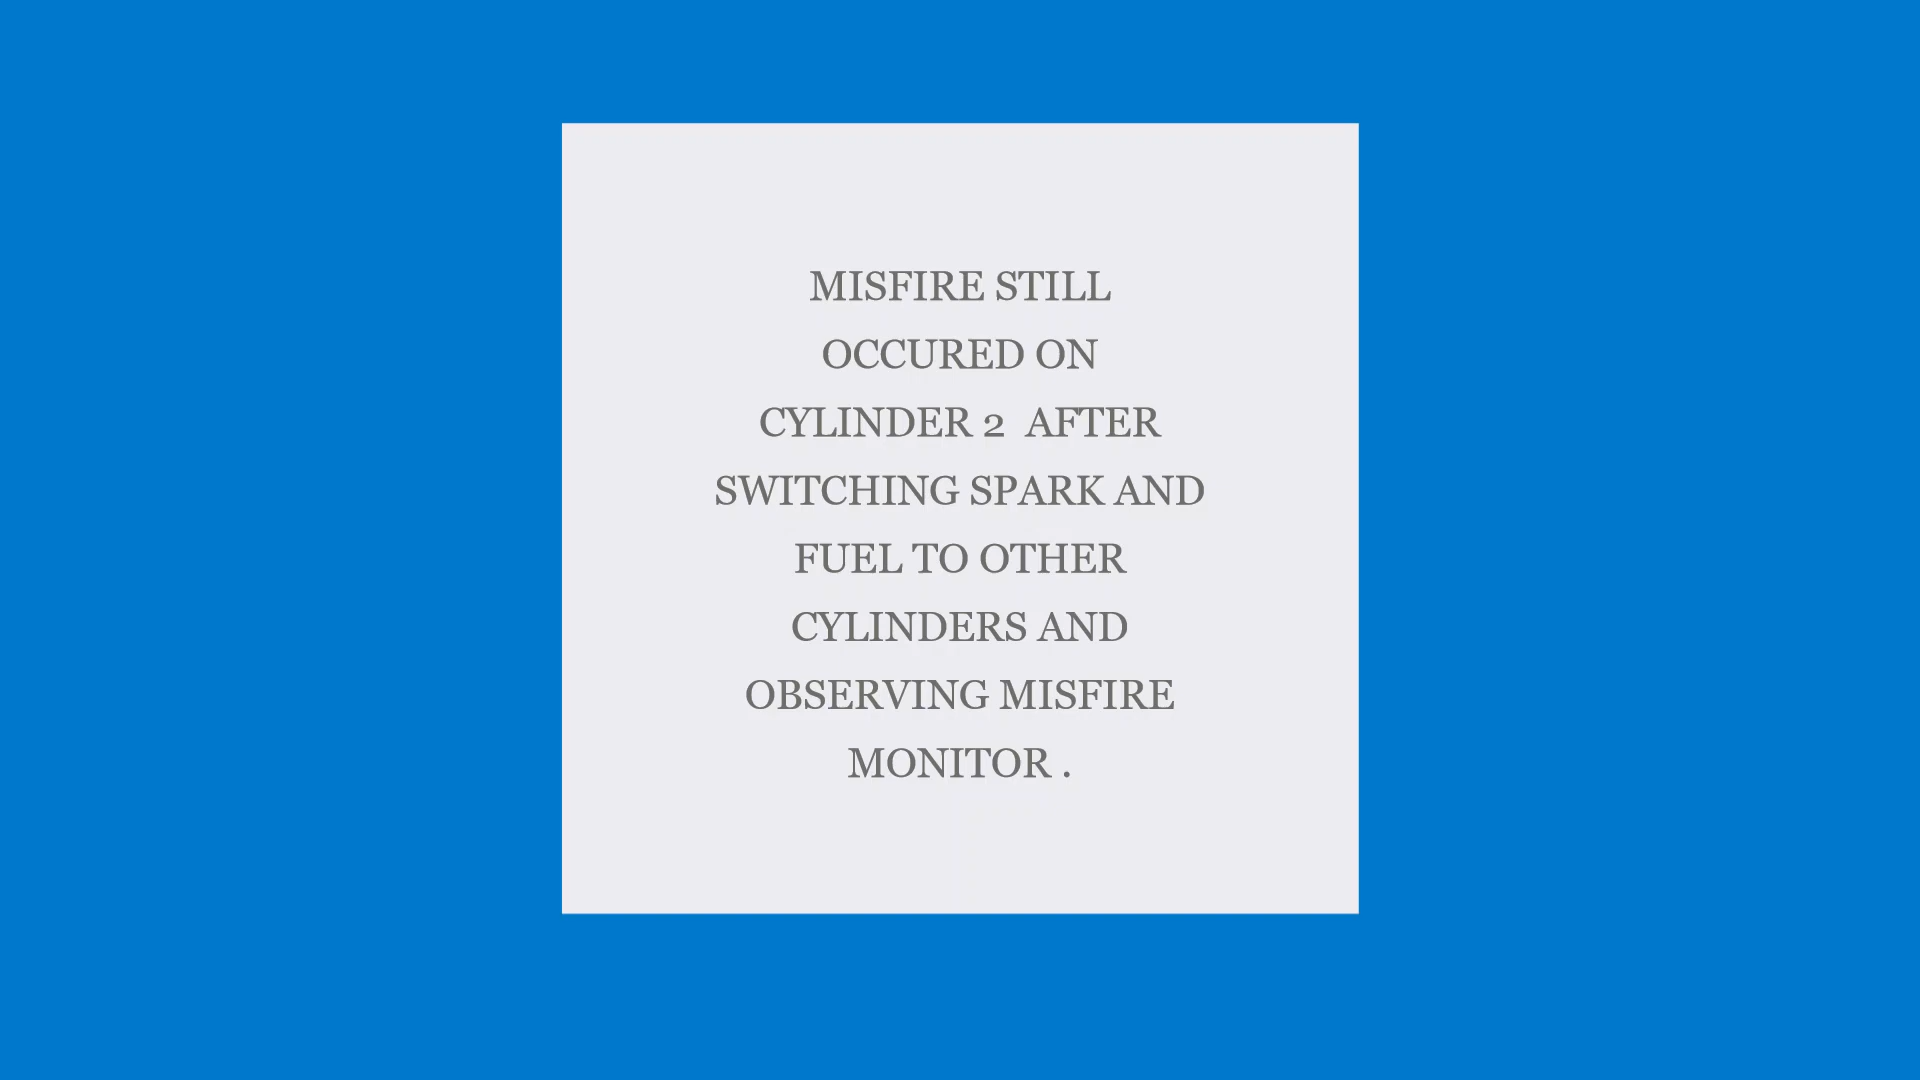 MISFIRE STILL
OCCURED ON
CYLINDER 2  AFTER
SWITCHING SPARK AND
FUEL TO OTHER
CYLINDERS AND
OBSERVING MISFIRE
MONITOR .